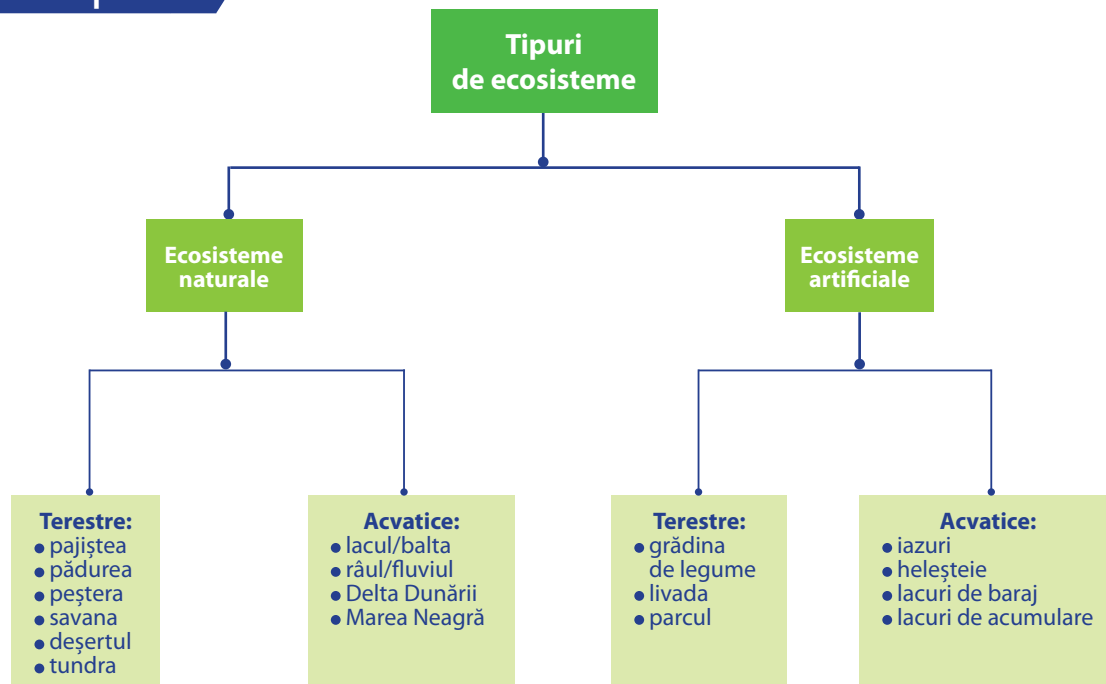 Tipuri
de ecosisteme
Ecosisteme
naturale
Ecosisteme
artificiale
Terestre:
● pajiștea
● pădurea
● peștera
● savana
● deșertul
● tundra
Acvatice:
● lacul/balta
● râul/fluviul
● Delta Dunării
● Marea Neagră
Terestre:
● grădina
de legume
● livada
● parcul
Acvatice:
● iazuri
● heleșteie
● lacuri de baraj
● lacuri de acumulare